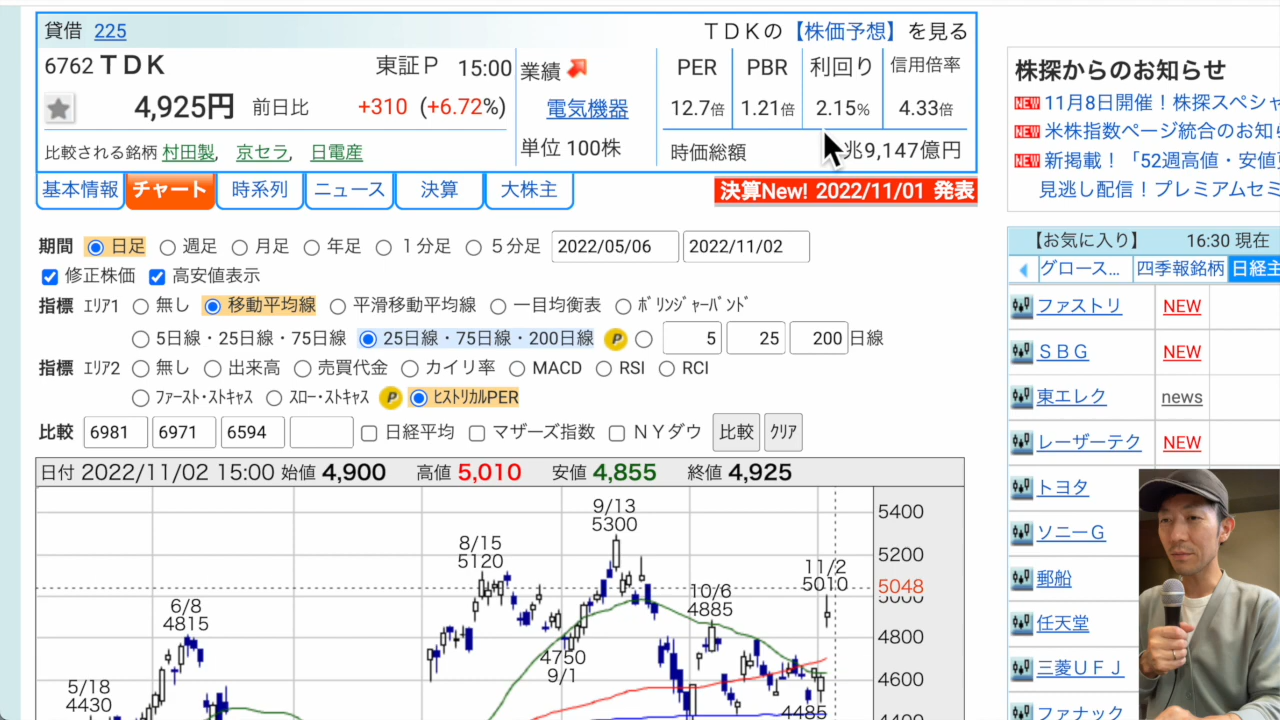 貸借 225
ＴＤＫの【株価予想】を見る
6762 ＴＤＫ 東証Ｐ 15:00
業績
PER PBR 利回り 信用倍率
4,925円 前日比 +310 (+6.72%)
電気機器
12.7倍 1.21倍 2.15% 4.33倍
比較される銘柄 村田製, 京セラ, 日電産
単位 100株
時価総額 兆9,147億円
基本情報 チャート 時系列 ニュース 決算 大株主
決算New! 2022/11/01 発表
期間 日足 週足 月足 年足 １分足 ５分足 2022/05/06 2022/11/02
修正株価 高安値表示
指標 ｴﾘｱ1 無し 移動平均線 平滑移動平均線 一目均衡表 ﾎﾞﾘﾝｼﾞｬｰﾊﾞﾝﾄﾞ
5日線・25日線・75日線 25日線・75日線・200日線 P 5 25 200 日線
指標 ｴﾘｱ2 無し 出来高 売買代金 カイリ率 MACD RSI RCI
ﾌｧｰｽﾄ･ｽﾄｷｬｽ ｽﾛｰ･ｽﾄｷｬｽ P ﾋｽﾄﾘｶﾙPER
比較 6981 6971 6594 日経平均 マザーズ指数 ＮＹダウ 比較 ｸﾘｱ
日付 2022/11/02 15:00 始値 4,900 高値 5,010 安値 4,855 終値 4,925
5400
5200
5048
4800
4600
9/13
5300
8/15
5120
11/2
5010
10/6
4885
6/8
4815
4750
9/1
5/18
4430
4485
株探からのお知らせ
NEW 11月8日開催！株探スペシャ
NEW 米株指数ページ統合のお知
NEW 新掲載！「52週高値・安値
見逃し配信！プレミアムセミ
【お気に入り】 16:30 現在
グロース... 四季報銘柄 日経主
ファストリ NEW
ＳＢＧ NEW
東エレク news
レーザーテク NEW
トヨタ
ソニーＧ
郵船
任天堂
三菱ＵＦＪ
ファナック